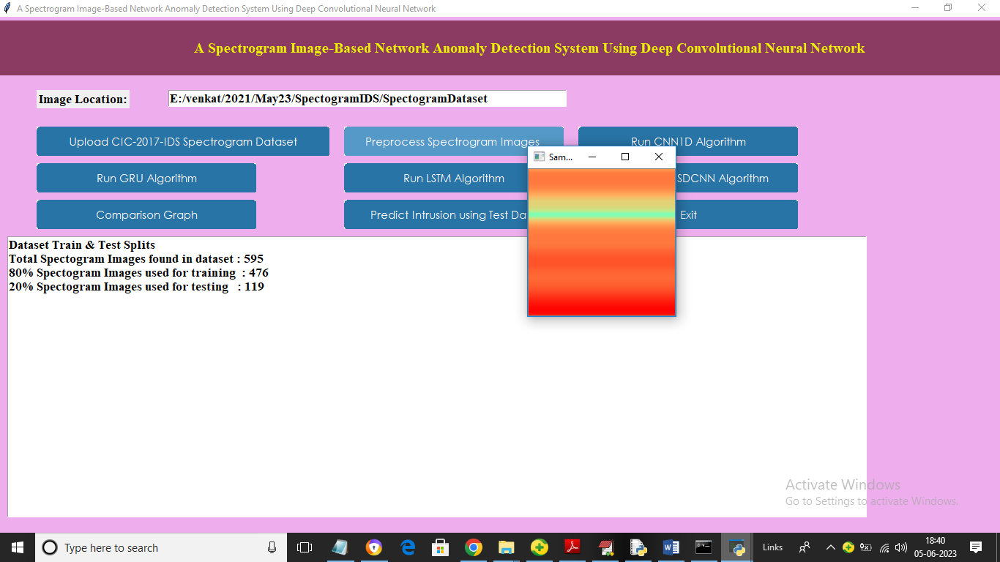 A Spectrogram Image-Based Network Anomaly Detection System Using Deep Convolutional Neural Network
A Spectrogram Image-Based Network Anomaly Detection System Using Deep Convolutional Neural Network
Image Location:
E:/venkat/2021/May23/SpectogramIDS/SpectogramDataset
Upload CIC-2017-IDS Spectrogram Dataset
Preprocess Spectrogram Images
Run CNN1D Algorithm
Sam...
Run GRU Algorithm
Run LSTM Algorithm
SDCNN Algorithm
Comparison Graph
Predict Intrusion using Test Da
Exit
Dataset Train & Test Splits
Total Spectogram Images found in dataset : 595
80% Spectogram Images used for training : 476
20% Spectogram Images used for testing : 119
Activate Windows
Go to Settings to activate Windows.
Type here to search
Links
18:40
05-06-2023